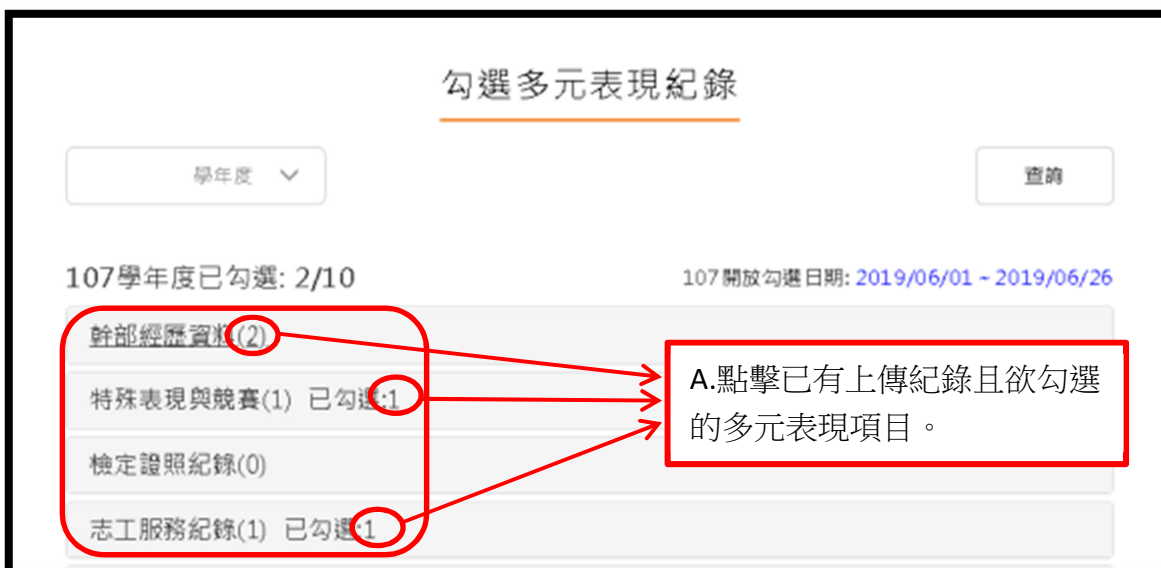 勾選多元表現紀錄
學年度
查詢
107學年度已勾選: 2/10
107開放勾選日期: 2019/06/01 ~ 2019/06/26
幹部經歷資料(2)
特殊表現與競賽(1) 已勾選:1
檢定證照紀錄(0)
志工服務紀錄(1) 已勾選:1
A.點擊已有上傳紀錄且欲勾選
的多元表現項目。